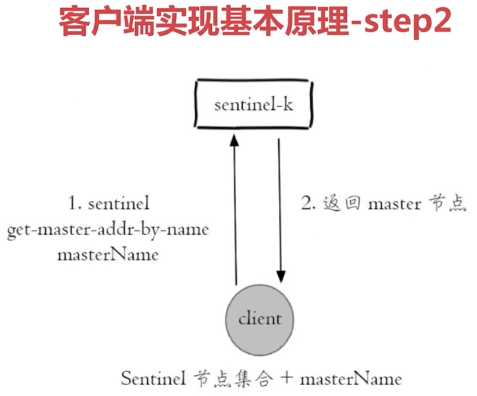 客户端实现基本原理-step2
sentinel-k
1. sentinel
get-master-addr-by-name
masterName
2. 返回 master 节点
client
Sentinel 节点集合 + masterName